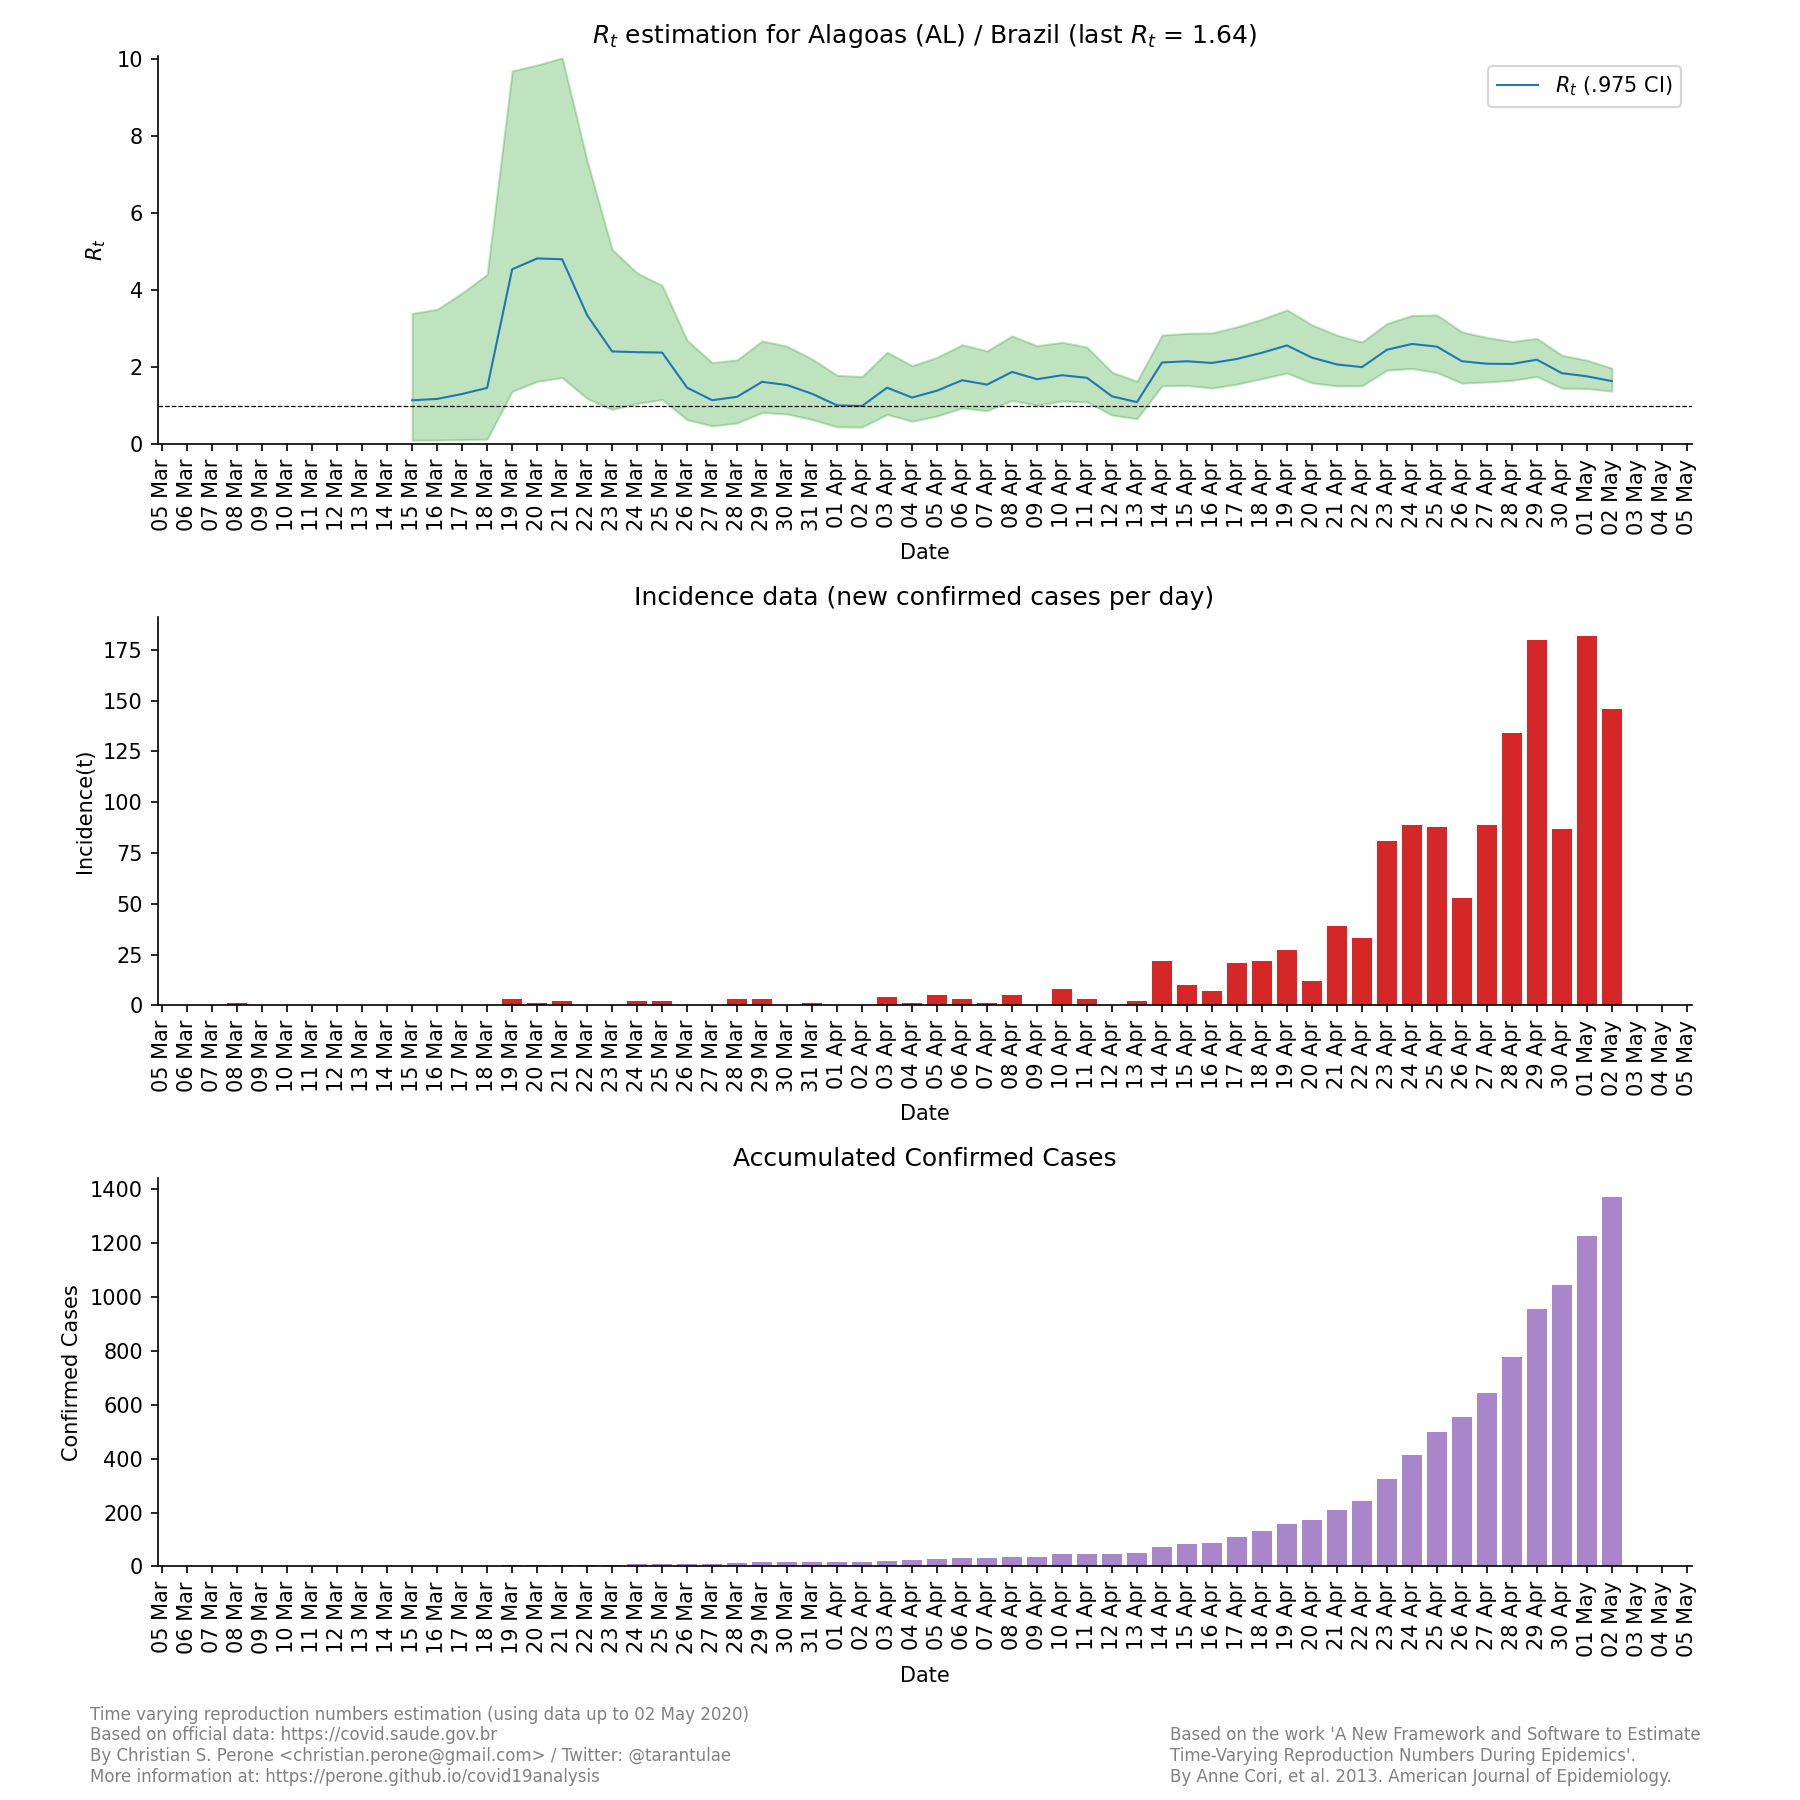 Rt estimation for Alagoas (AL) / Brazil (last Rt = 1.64)
Rt (.975 CI)
10
8
6
4
2
0
Rt
05 Mar 06 Mar 07 Mar 08 Mar 09 Mar 10 Mar 11 Mar 12 Mar 13 Mar 14 Mar 15 Mar 16 Mar 17 Mar 18 Mar 19 Mar 20 Mar 21 Mar 22 Mar 23 Mar 24 Mar 25 Mar 26 Mar 27 Mar 28 Mar 29 Mar 30 Mar 31 Mar 01 Apr 02 Apr 03 Apr 04 Apr 05 Apr 06 Apr 07 Apr 08 Apr 09 Apr 10 Apr 11 Apr 12 Apr 13 Apr 14 Apr 15 Apr 16 Apr 17 Apr 18 Apr 19 Apr 20 Apr 21 Apr 22 Apr 23 Apr 24 Apr 25 Apr 26 Apr 27 Apr 28 Apr 29 Apr 30 Apr 01 May 02 May 03 May 04 May 05 May
Date
Incidence data (new confirmed cases per day)
175
150
125
100
75
50
25
0
Incidence(t)
05 Mar 06 Mar 07 Mar 08 Mar 09 Mar 10 Mar 11 Mar 12 Mar 13 Mar 14 Mar 15 Mar 16 Mar 17 Mar 18 Mar 19 Mar 20 Mar 21 Mar 22 Mar 23 Mar 24 Mar 25 Mar 26 Mar 27 Mar 28 Mar 29 Mar 30 Mar 31 Mar 01 Apr 02 Apr 03 Apr 04 Apr 05 Apr 06 Apr 07 Apr 08 Apr 09 Apr 10 Apr 11 Apr 12 Apr 13 Apr 14 Apr 15 Apr 16 Apr 17 Apr 18 Apr 19 Apr 20 Apr 21 Apr 22 Apr 23 Apr 24 Apr 25 Apr 26 Apr 27 Apr 28 Apr 29 Apr 30 Apr 01 May 02 May 03 May 04 May 05 May
Date
Accumulated Confirmed Cases
1400
1200
1000
800
600
400
200
0
Confirmed Cases
05 Mar 06 Mar 07 Mar 08 Mar 09 Mar 10 Mar 11 Mar 12 Mar 13 Mar 14 Mar 15 Mar 16 Mar 17 Mar 18 Mar 19 Mar 20 Mar 21 Mar 22 Mar 23 Mar 24 Mar 25 Mar 26 Mar 27 Mar 28 Mar 29 Mar 30 Mar 31 Mar 01 Apr 02 Apr 03 Apr 04 Apr 05 Apr 06 Apr 07 Apr 08 Apr 09 Apr 10 Apr 11 Apr 12 Apr 13 Apr 14 Apr 15 Apr 16 Apr 17 Apr 18 Apr 19 Apr 20 Apr 21 Apr 22 Apr 23 Apr 24 Apr 25 Apr 26 Apr 27 Apr 28 Apr 29 Apr 30 Apr 01 May 02 May 03 May 04 May 05 May
Date
Time varying reproduction numbers estimation (using data up to 02 May 2020)
Based on official data: https://covid.saude.gov.br
By Christian S. Perone <christian.perone@gmail.com> / Twitter: @tarantulae
More information at: https://perone.github.io/covid19analysis
Based on the work 'A New Framework and Software to Estimate
Time-Varying Reproduction Numbers During Epidemics'.
By Anne Cori, et al. 2013. American Journal of Epidemiology.